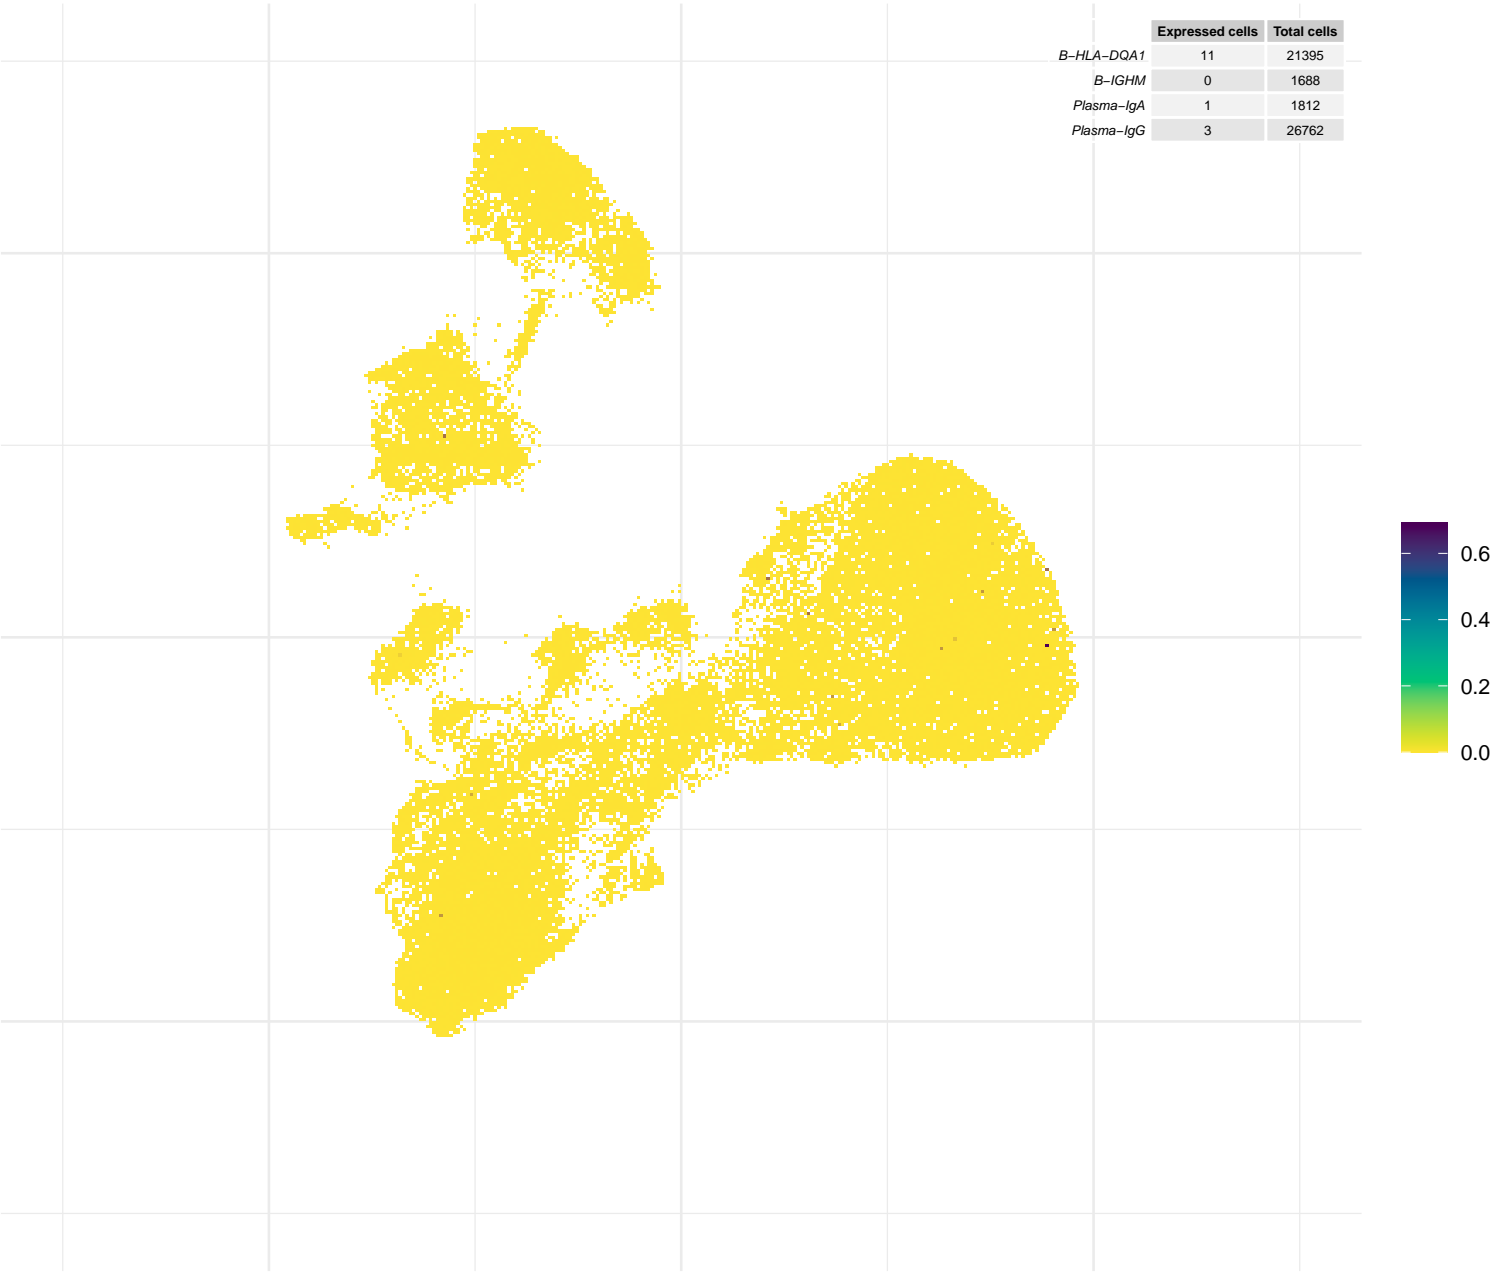 Expressed cells Total cells
B−HLA−DQA1 11 21395
B−IGHM 0 1688
Plasma−IgA 1 1812
Plasma−IgG 3 26762
0.6
0.4
0.2
0.0